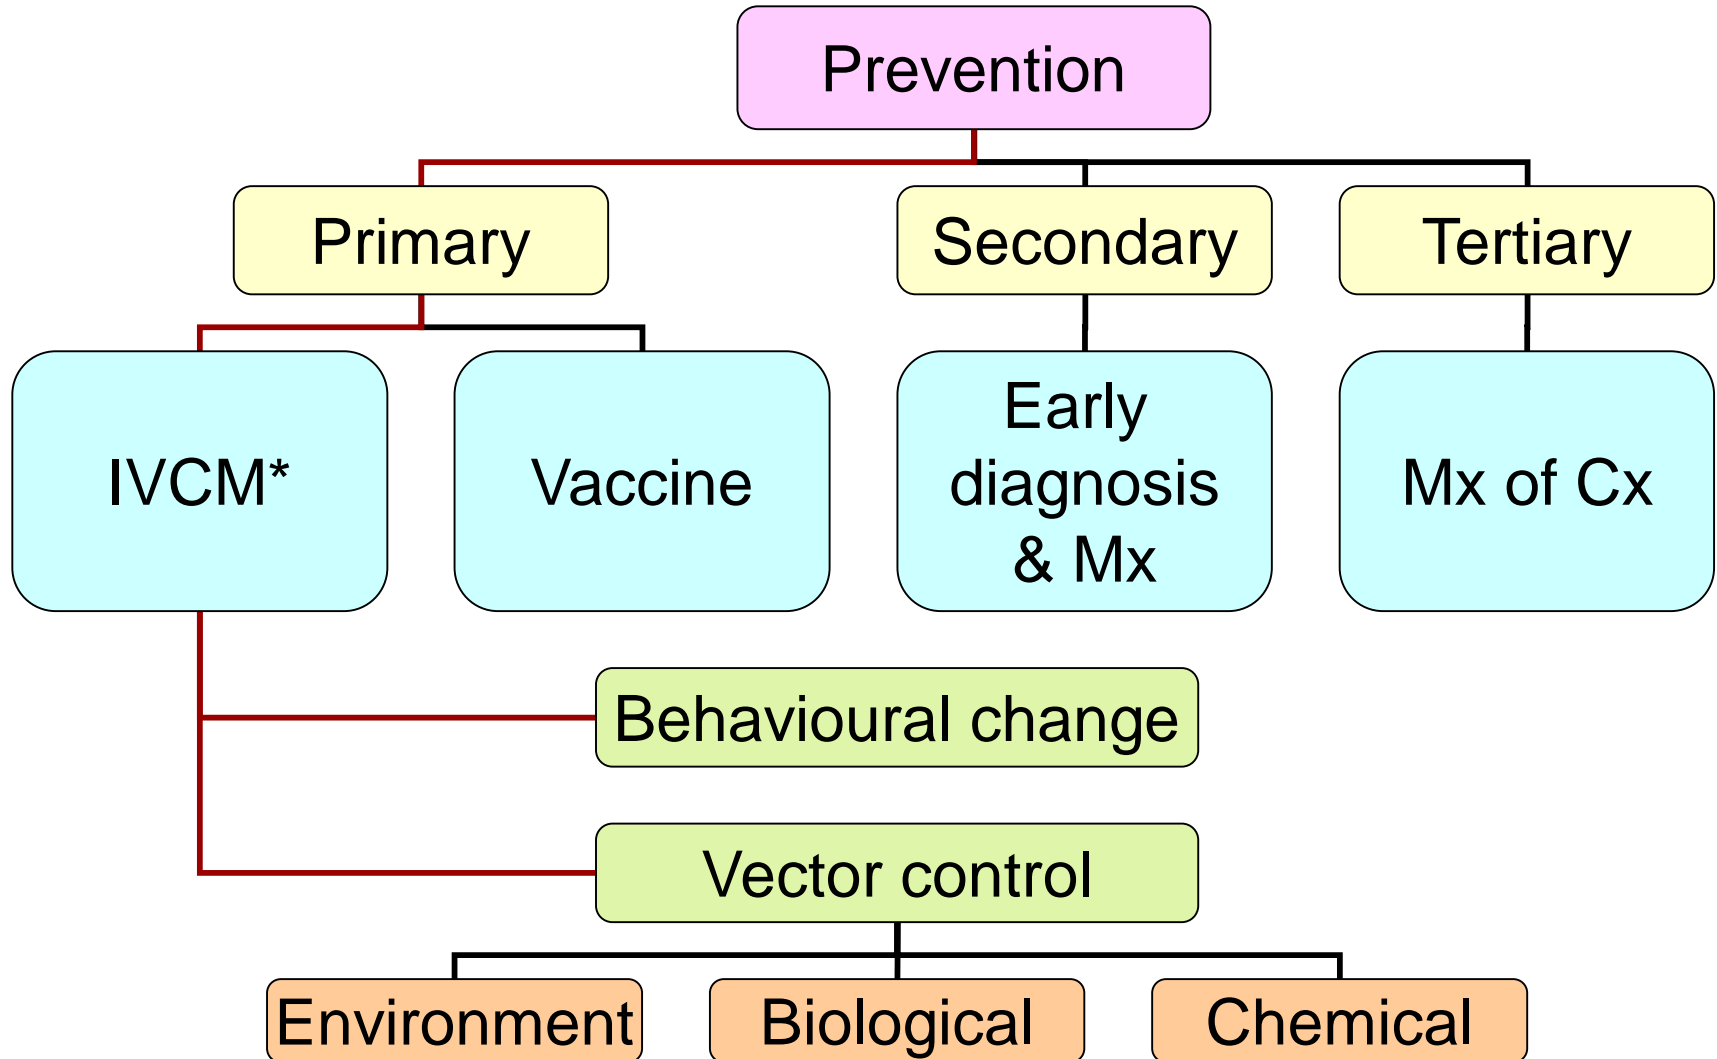 Prevention
Primary
Secondary
Tertiary
IVCM*
Vaccine
Early
diagnosis
& Mx
Mx of Cx
Behavioural change
Vector control
Environment
Biological
Chemical